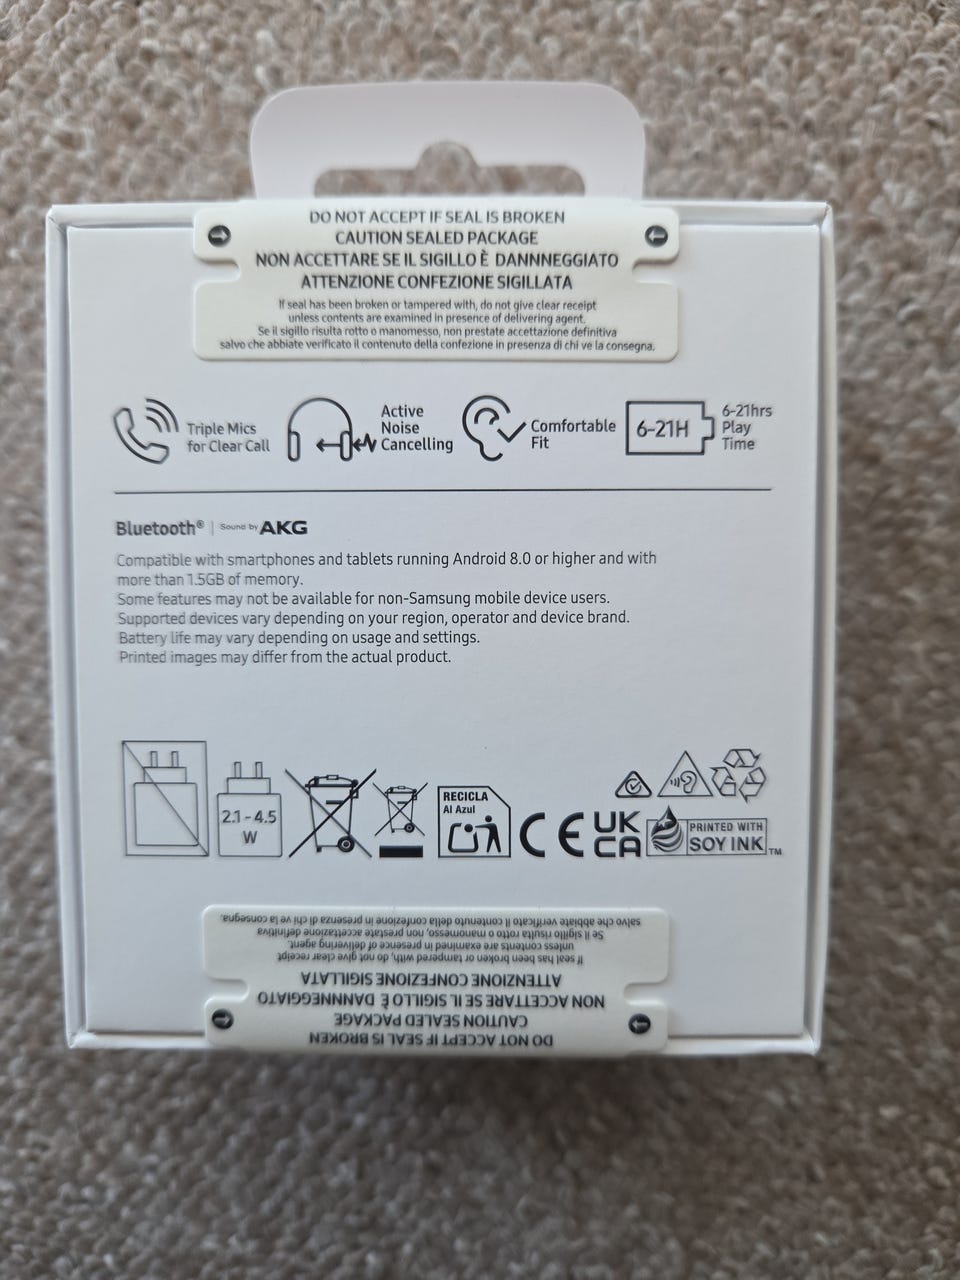 DO NOT ACCEPT IF SEAL IS BROKEN
CAUTION SEALED PACKAGE
NON ACCETTARE SE IL SIGILLO È DANNNEGGIATO
ATTENZIONE CONFEZIONE SIGILLATA
If seal has been broken or tampered with, do not give clear receipt
unless contents are examined in presence of delivering agent.
Se il sigillo risulta rotto o manomesso, non prestate accettazione definitiva
salvo che abbiate verificato il contenuto della confezione in presenza di chi ve la consegna.
Triple Mics
for Clear Call
Active
Noise
Cancelling
Comfortable
Fit
6-21H
6-21hrs
Play
Time
Bluetooth® | Sound by AKG
Compatible with smartphones and tablets running Android 8.0 or higher and with
more than 1.5GB of memory.
Some features may not be available for non-Samsung mobile device users.
Supported devices vary depending on your region, operator and device brand.
Battery life may vary depending on usage and settings.
Printed images may differ from the actual product.
2.1 - 4.5
W
RECICLA
Al Azul
CE
UK
CA
PRINTED WITH
SOY INK TM
DO NOT ACCEPT IF SEAL IS BROKEN
CAUTION SEALED PACKAGE
NON ACCETTARE SE IL SIGILLO È DANNNEGGIATO
ATTENZIONE CONFEZIONE SIGILLATA
If seal has been broken or tampered with, do not give clear receipt
unless contents are examined in presence of delivering agent.
Se il sigillo risulta rotto o manomesso, non prestate accettazione definitiva
salvo che abbiate verificato il contenuto della confezione in presenza di chi ve la consegna.